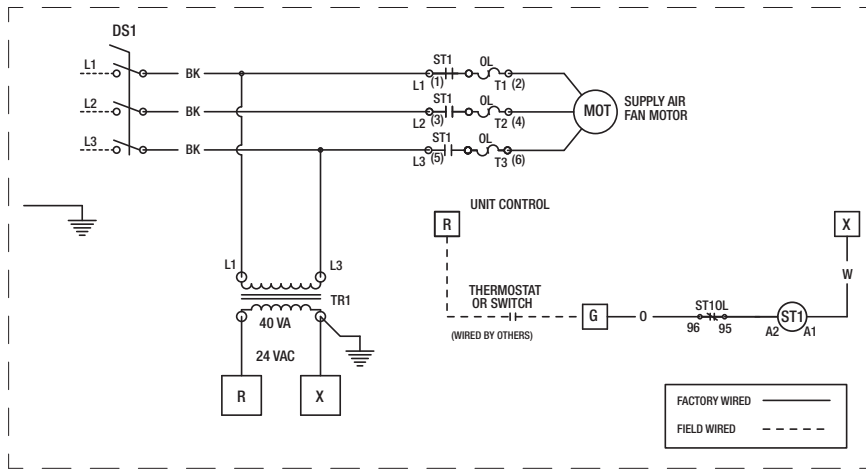 DS1
L1
BK
ST1
OL
L1 (1)
T1 (2)
L2
BK
ST1
OL
L2 (3)
T2 (4)
MOT
SUPPLY AIR
FAN MOTOR
L3
BK
ST1
OL
L3 (5)
T3 (6)
UNIT CONTROL
R
X
L1
L3
TR1
40 VA
24 VAC
R
X
THERMOSTAT
OR SWITCH
(WIRED BY OTHERS)
G
O
ST1OL
96
95
ST1
A2
A1
W
FACTORY WIRED
FIELD WIRED